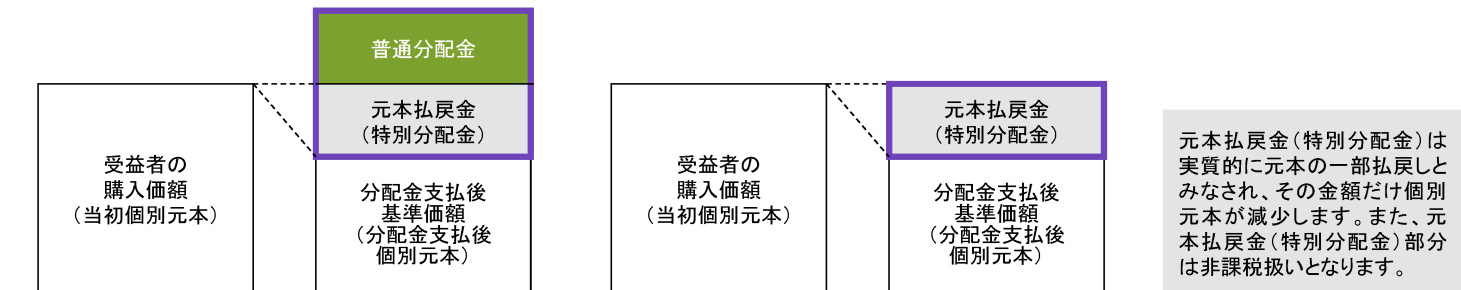 普通分配金
元本払戻金
（特別分配金）
受益者の
購入価額
（当初個別元本）
分配金支払後
基準価額
（分配金支払後
個別元本）
元本払戻金
（特別分配金）
受益者の
購入価額
（当初個別元本）
分配金支払後
基準価額
（分配金支払後
個別元本）
元本払戻金（特別分配金）は
実質的に元本の一部払戻しと
みなされ、その金額だけ個別
元本が減少します。また、元
本払戻金（特別分配金）部分
は非課税扱いとなります。